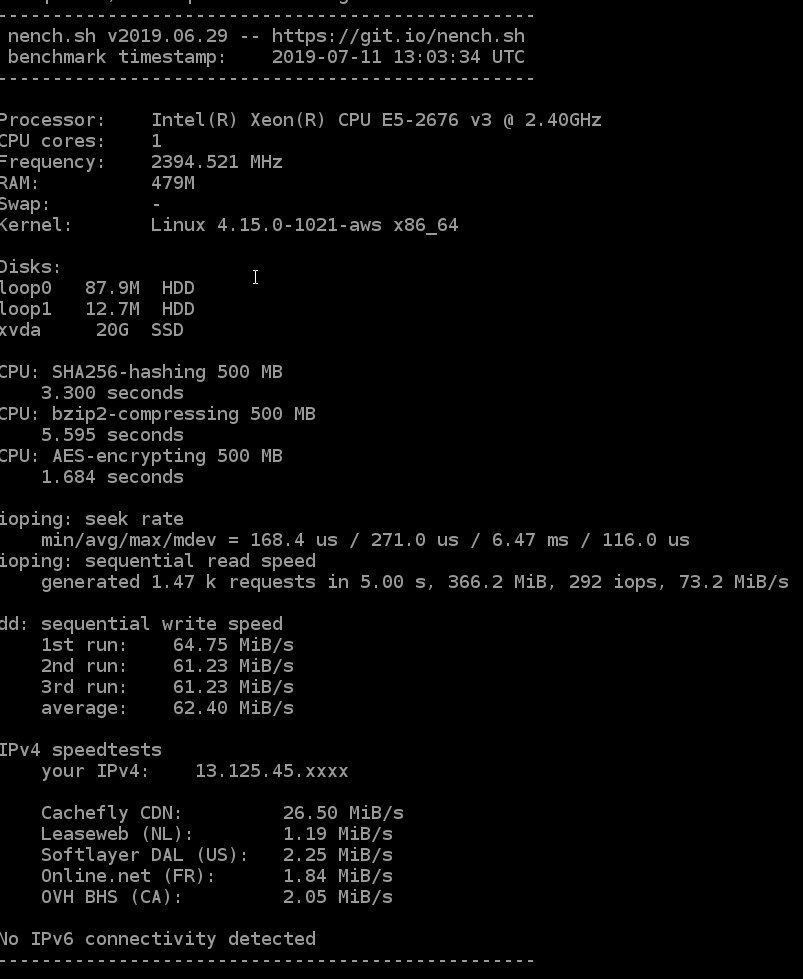 -------------------------------------------------
 nench.sh v2019.06.29 -- https://git.io/nench.sh
 benchmark timestamp:    2019-07-11 13:03:34 UTC
-------------------------------------------------
Processor:    Intel(R) Xeon(R) CPU E5-2676 v3 @ 2.40GHz
CPU cores:    1
Frequency:    2394.521 MHz
RAM:          479M
Swap:         -
Kernel:       Linux 4.15.0-1021-aws x86_64
Disks:
loop0   87.9M  HDD
loop1   12.7M  HDD
xvda     20G  SSD
CPU: SHA256-hashing 500 MB
    3.300 seconds
CPU: bzip2-compressing 500 MB
    5.595 seconds
CPU: AES-encrypting 500 MB
    1.684 seconds
ioping: seek rate
    min/avg/max/mdev = 168.4 us / 271.0 us / 6.47 ms / 116.0 us
ioping: sequential read speed
    generated 1.47 k requests in 5.00 s, 366.2 MiB, 292 iops, 73.2 MiB/s
dd: sequential write speed
    1st run:    64.75 MiB/s
    2nd run:    61.23 MiB/s
    3rd run:    61.23 MiB/s
    average:    62.40 MiB/s
IPv4 speedtests
    your IPv4:    13.125.45.xxxx
    Cachefly CDN:         26.50 MiB/s
    Leaseweb (NL):        1.19 MiB/s
    Softlayer DAL (US):   2.25 MiB/s
    Online.net (FR):      1.84 MiB/s
    OVH BHS (CA):         2.05 MiB/s
No IPv6 connectivity detected
-------------------------------------------------